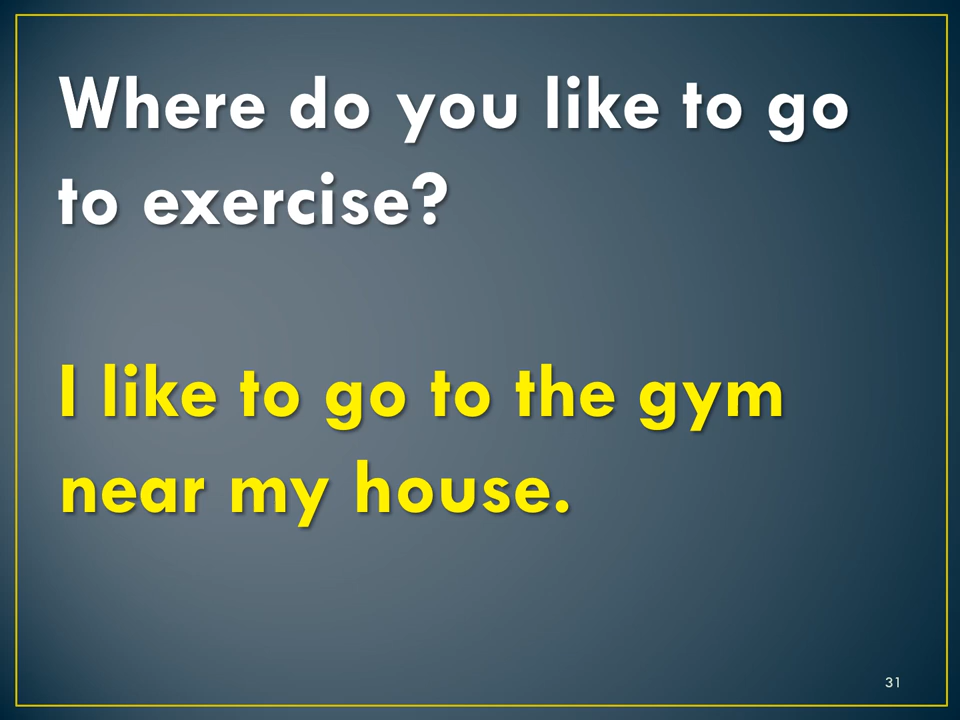 Where do you like to go
to exercise?
I like to go to the gym
near my house.
31